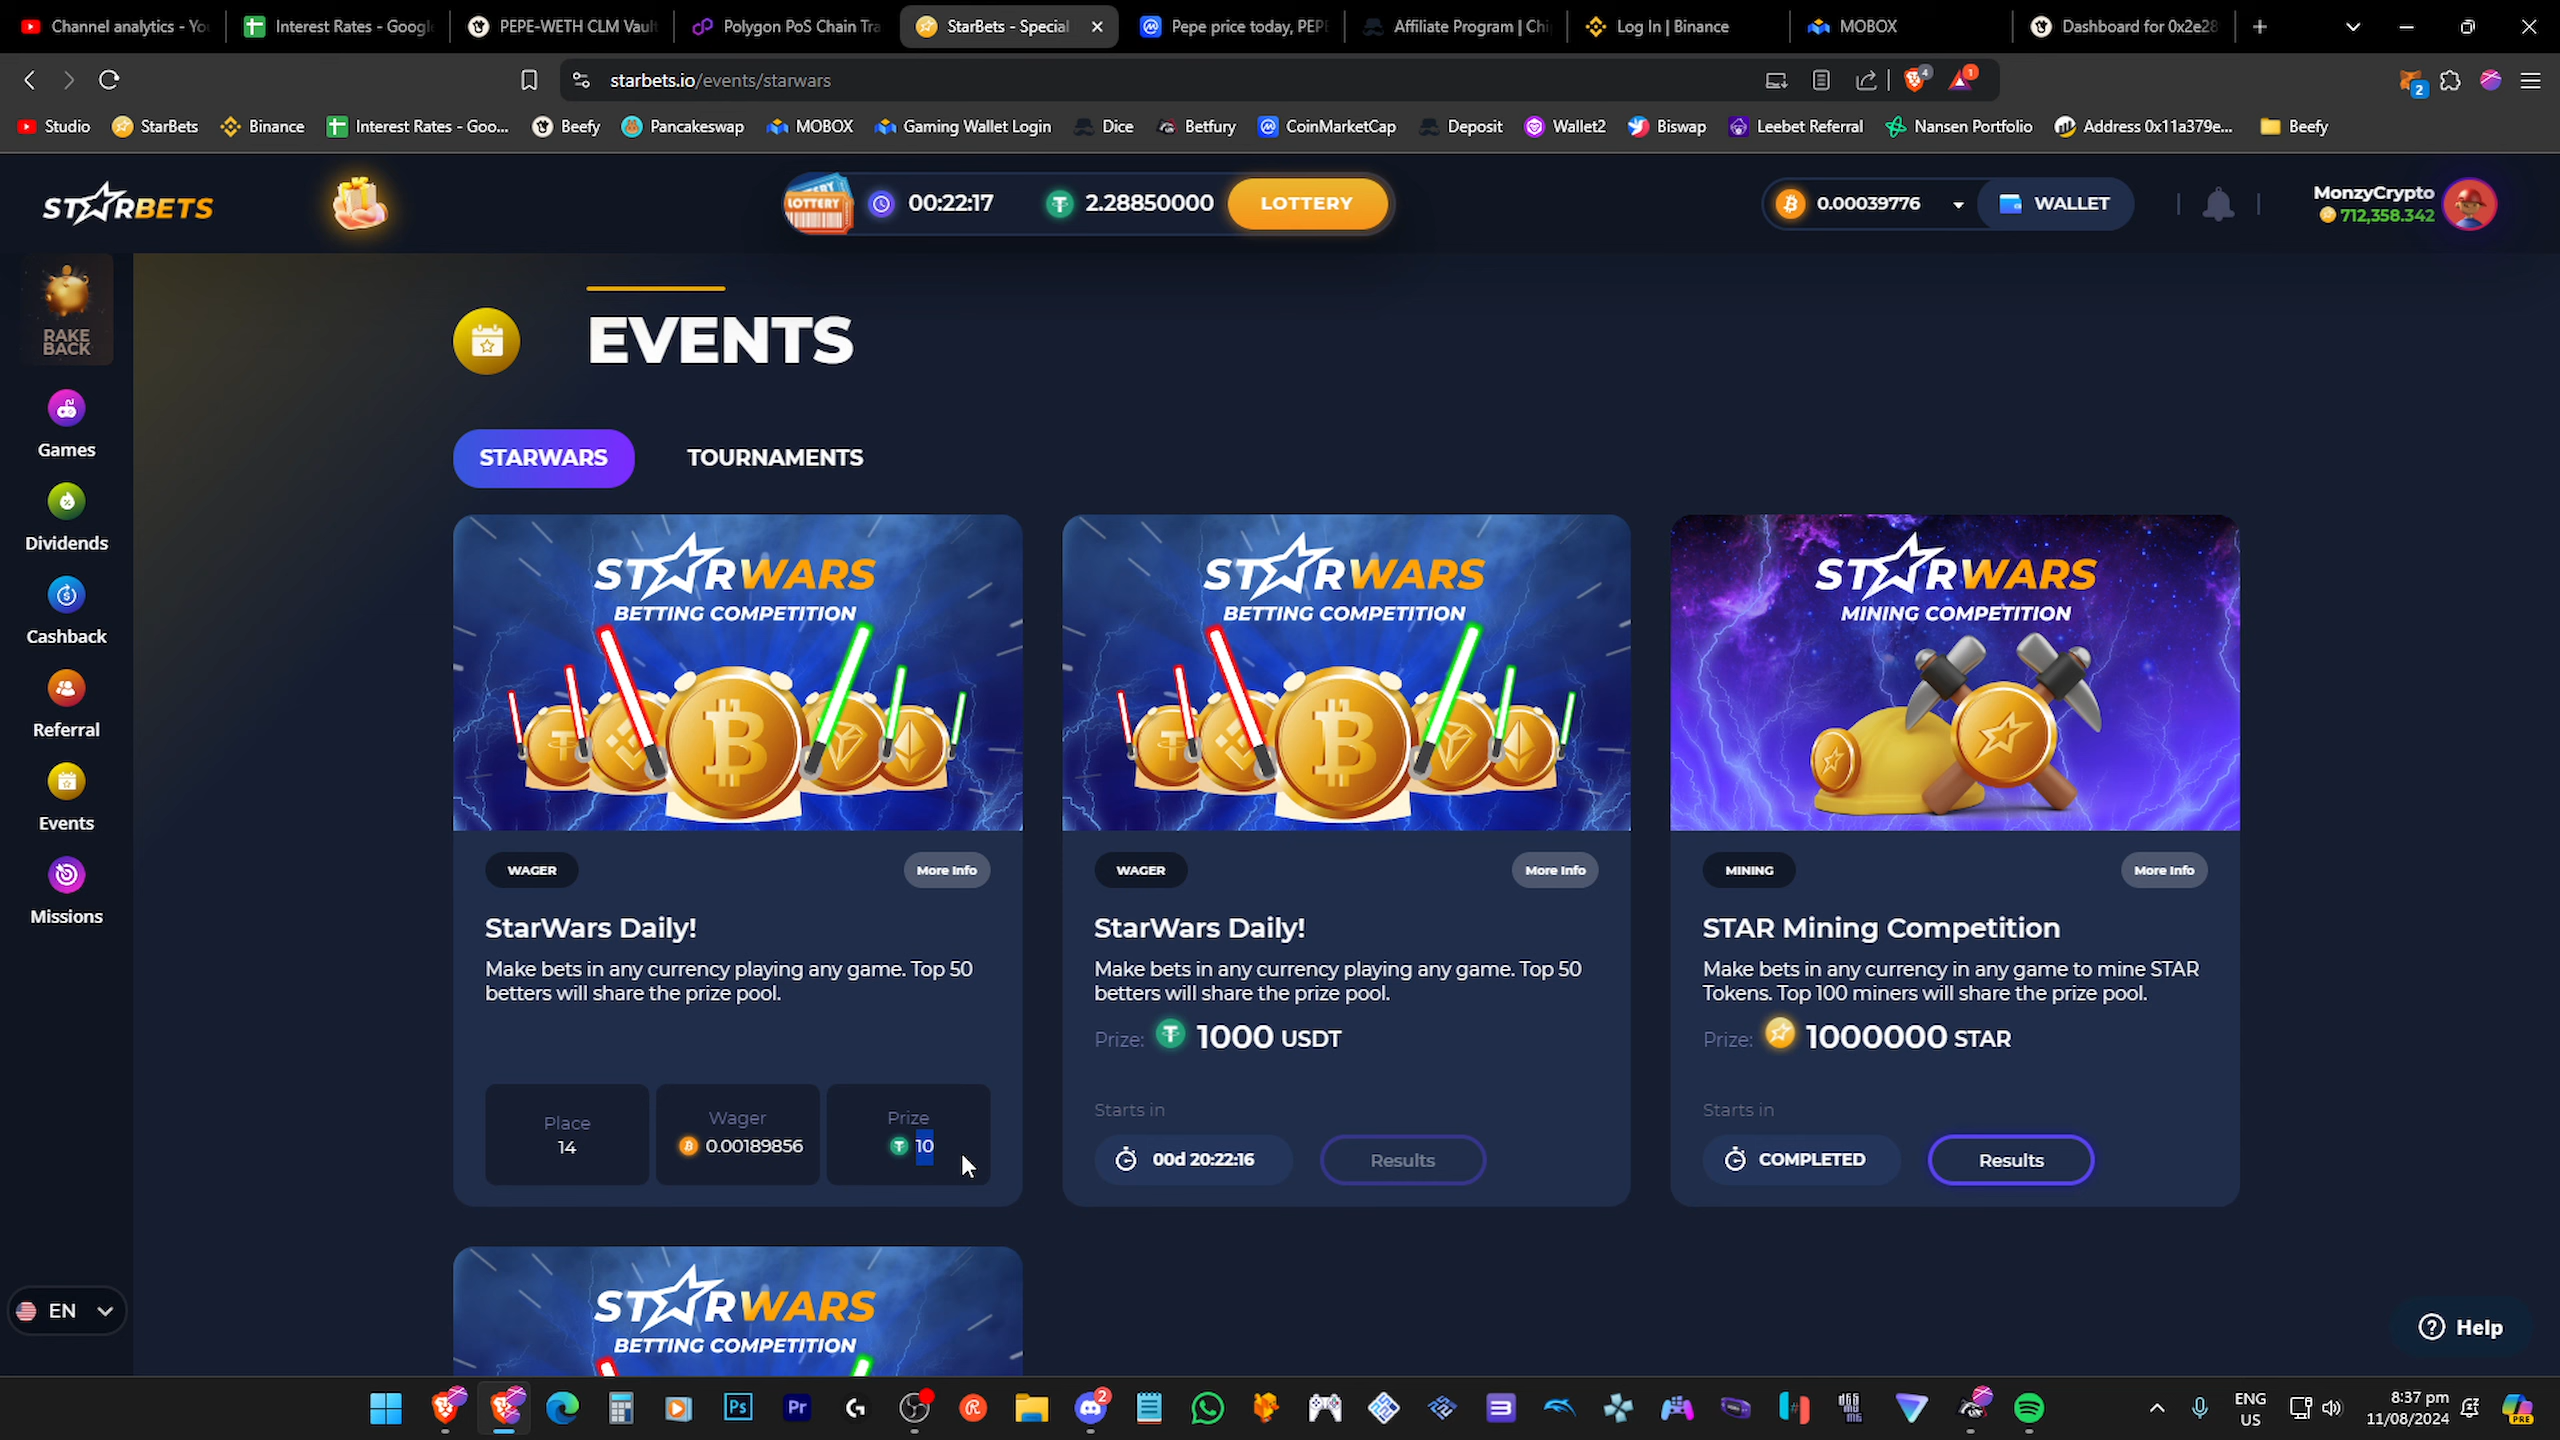 Channel analytics - Yo
Interest Rates - Google
PEPE-WETH CLM Vault
Polygon PoS Chain Tra
StarBets - Special
Pepe price today, PEPE
Affiliate Program | Chi
Log In | Binance
MOBOX
Dashboard for 0x2e28
starbets.io/events/starwars
4
1
2
Studio
StarBets
Binance
Interest Rates - Goo...
Beefy
Pancakeswap
MOBOX
Gaming Wallet Login
Dice
Betfury
CoinMarketCap
Deposit
Wallet2
Biswap
Leebet Referral
Nansen Portfolio
Address 0x11a379e...
Beefy
STARBETS
LOTTERY
00:22:17
2.28850000
LOTTERY
0.00039776
WALLET
MonzyCrypto
712,358.342
RAKE
BACK
Games
Dividends
Cashback
Referral
Events
Missions
EN
EVENTS
STARWARS
TOURNAMENTS
STARWARS
BETTING COMPETITION
WAGER
More Info
StarWars Daily!
Make bets in any currency playing any game. Top 50
betters will share the prize pool.
Place
14
Wager
0.00189856
Prize
10
STARWARS
BETTING COMPETITION
WAGER
More Info
StarWars Daily!
Make bets in any currency playing any game. Top 50
betters will share the prize pool.
Prize: 1000 USDT
Starts in
00d 20:22:16
Results
STARWARS
MINING COMPETITION
MINING
More Info
STAR Mining Competition
Make bets in any currency in any game to mine STAR
Tokens. Top 100 miners will share the prize pool.
Prize: 1000000 STAR
Starts in
COMPLETED
Results
STARWARS
BETTING COMPETITION
Help
Ps
Pr
2
ENG
US
8:37 pm
11/08/2024
PRE